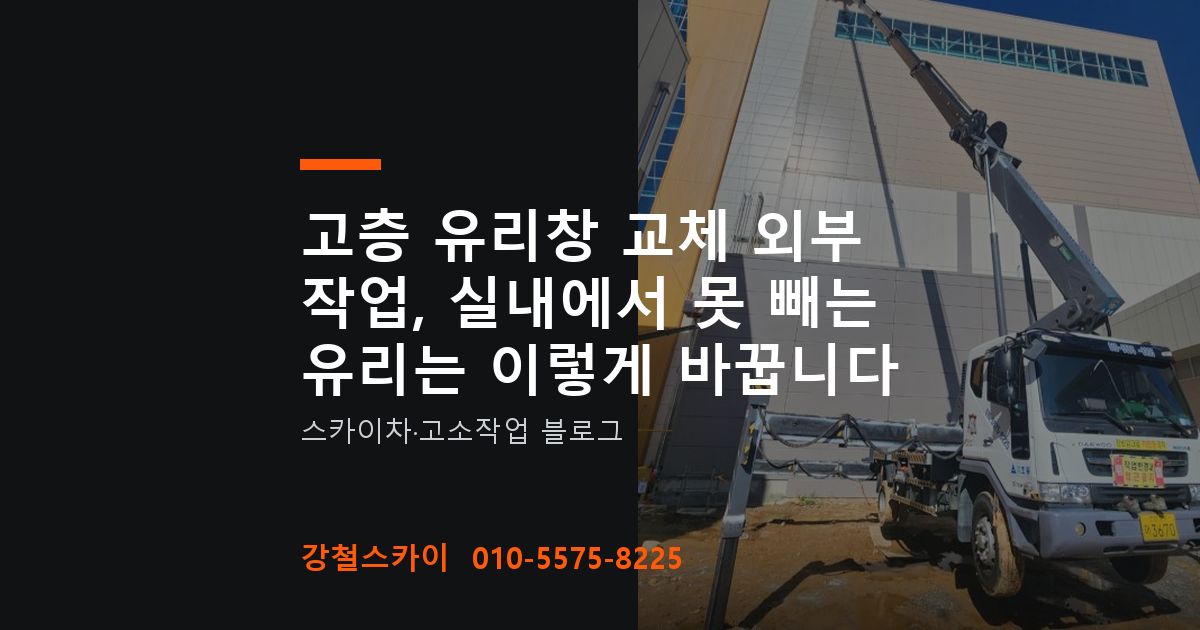 고층 유리창 교체 외부
작업, 실내에서 못 빼는
유리는 이렇게 바꿉니다
스카이차·고소작업 블로그
강철스카이 010-5575-8225
3670